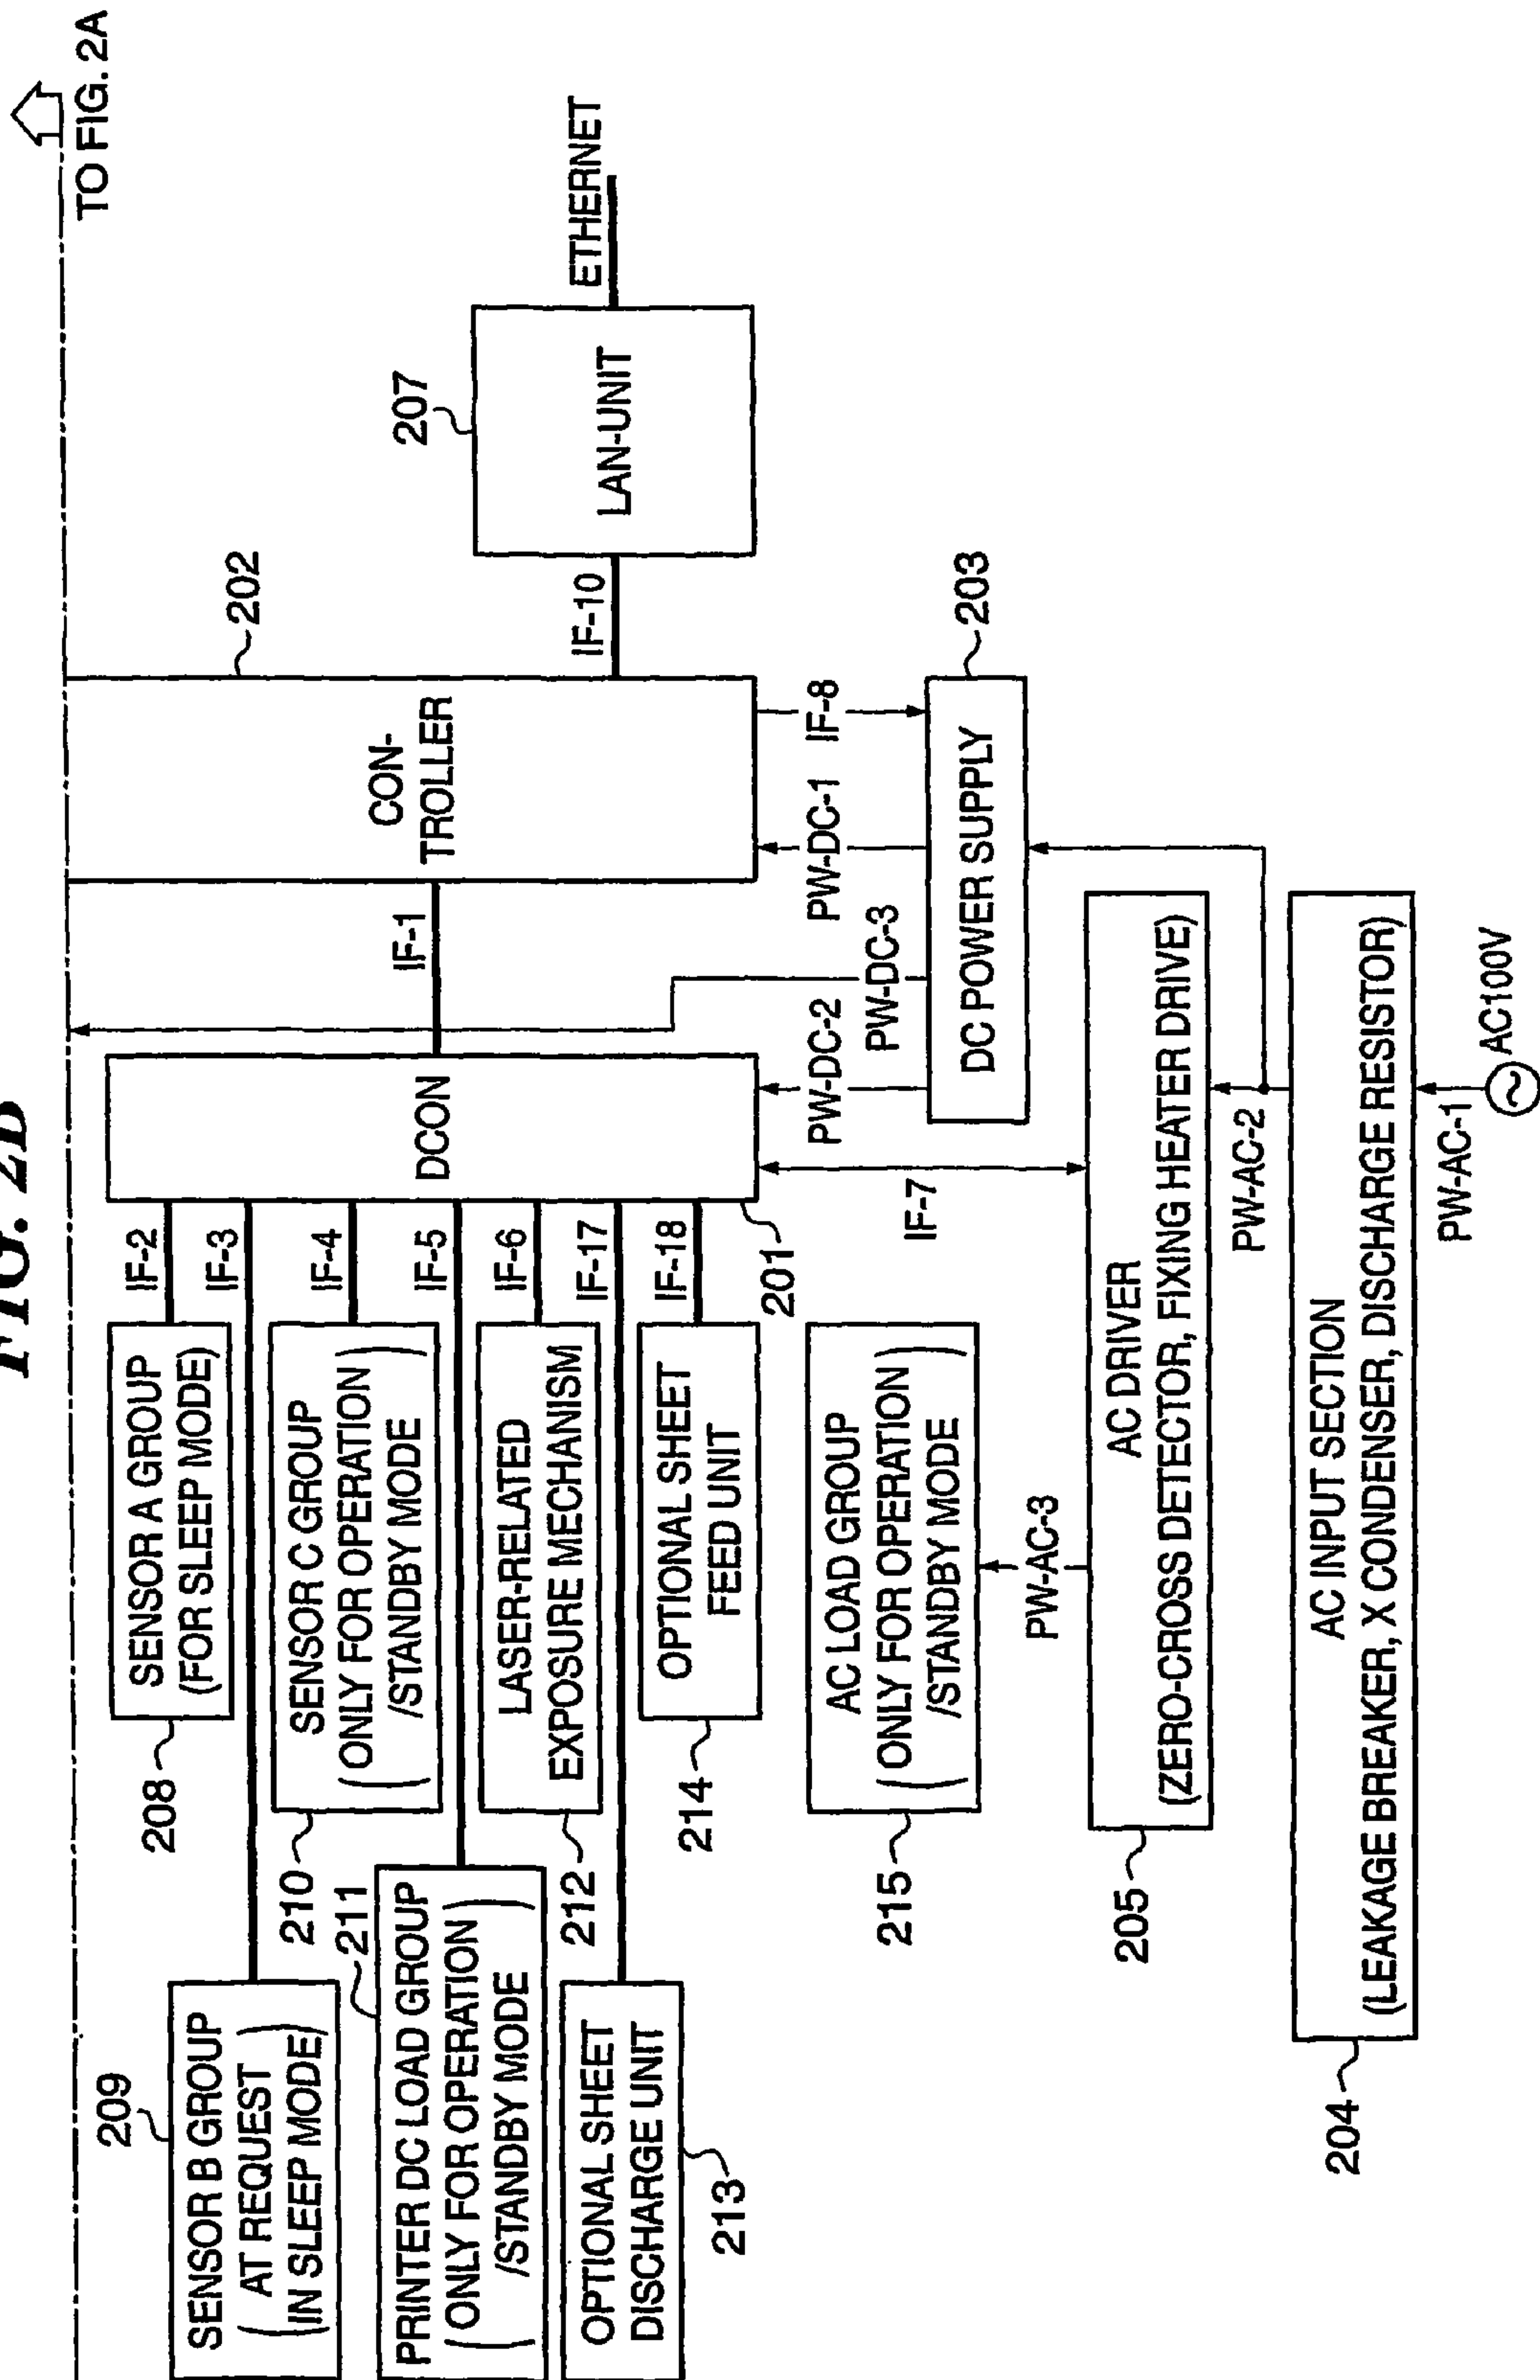 FIG. 2B
TO FIG. 2A
209
SENSOR B GROUP
(AT REQUEST
IN SLEEP MODE)
208
SENSOR A GROUP
(FOR SLEEP MODE)
IF-2
IF-3
210
SENSOR C GROUP
(ONLY FOR OPERATION
/STANDBY MODE)
IF-4
211
PRINTER DC LOAD GROUP
(ONLY FOR OPERATION
/STANDBY MODE)
IF-5
212
LASER-RELATED
EXPOSURE MECHANISM
IF-6
213
OPTIONAL SHEET
DISCHARGE UNIT
IF-17
214
OPTIONAL SHEET
FEED UNIT
IF-18
DCON
201
IF-1
CON-
TROLLER
202
IF-10
207
LAN-UNIT
ETHERNET
IF-7
PW-DC-2
PW-DC-3
PW-DC-1
IF-8
DC POWER SUPPLY
203
215
AC LOAD GROUP
(ONLY FOR OPERATION
/STANDBY MODE)
PW-AC-3
205
AC DRIVER
(ZERO-CROSS DETECTOR, FIXING HEATER DRIVE)
PW-AC-2
204
AC INPUT SECTION
(LEAKAGE BREAKER, X CONDENSER, DISCHARGE RESISTOR)
PW-AC-1
AC100V